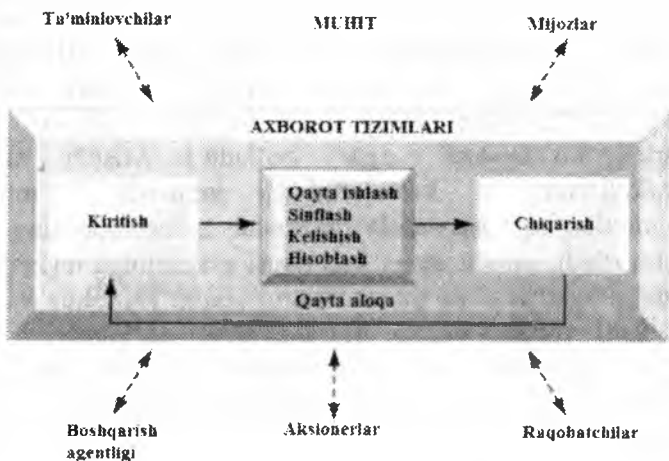 Ta'minlovchilar
MUHIT
Mijozlar
AXBOROT TIZIMLARI
Kiritish
Qayta ishlash
Sinflash
Kelishish
Hisoblash
Chiqarish
Qayta aloqa
Boshqarish
agentligi
Aksionerlar
Raqobatchilar